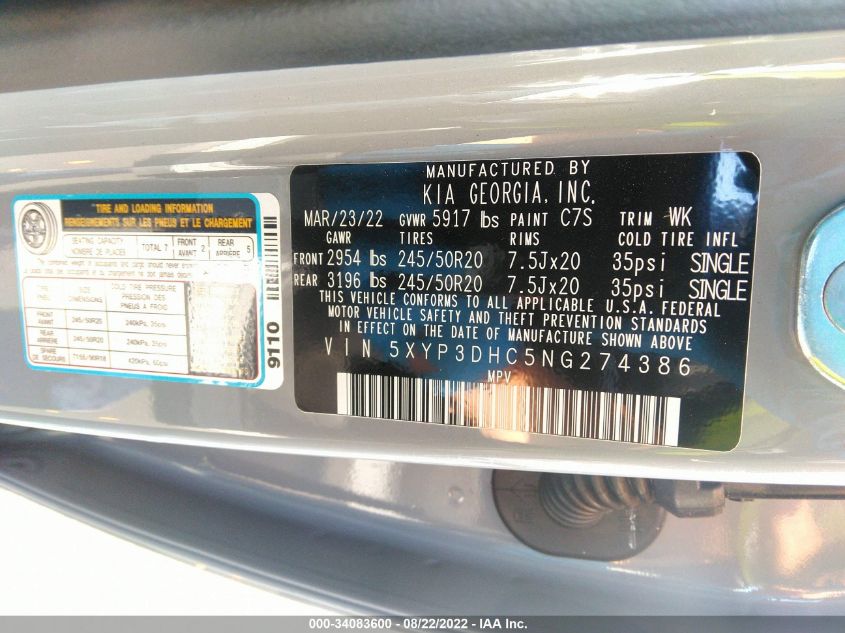 TIRE AND LOADING INFORMATION
RENSEIGNEMENTS SUR LES PNEUS ET LE CHARGEMENT
SEATING CAPACITY
NOMBRE DE PLACES
TOTAL 7
FRONT
AVANT 2
REAR
ARRIÈRE 5
TIRE
PNEU
SIZE
DIMENSIONS
COLD TIRE PRESSURE
PRESSION DES
PNEUS A FROID
FRONT
AVANT
245/50R20
240kPa, 35psi
REAR
ARRIERE
245/50R20
240kPa, 35psi
SPARE
DE SECOURS
T155/90R18
420kPa, 60psi
9110
MANUFACTURED BY
KIA GEORGIA, INC.
MAR/23/22 GVWR 5917 lbs PAINT C7S TRIM WK
GAWR TIRES RIMS COLD TIRE INFL
FRONT 2954 lbs 245/50R20 7.5Jx20 35psi SINGLE
REAR 3196 lbs 245/50R20 7.5Jx20 35psi SINGLE
THIS VEHICLE CONFORMS TO ALL APPLICABLE U.S.A. FEDERAL
MOTOR VEHICLE SAFETY AND THEFT PREVENTION STANDARDS
IN EFFECT ON THE DATE OF MANUFACTURE SHOWN ABOVE
VIN 5XYP3DHC5NG274386
MPV
000-34083600 - 08/22/2022 - IAA Inc.